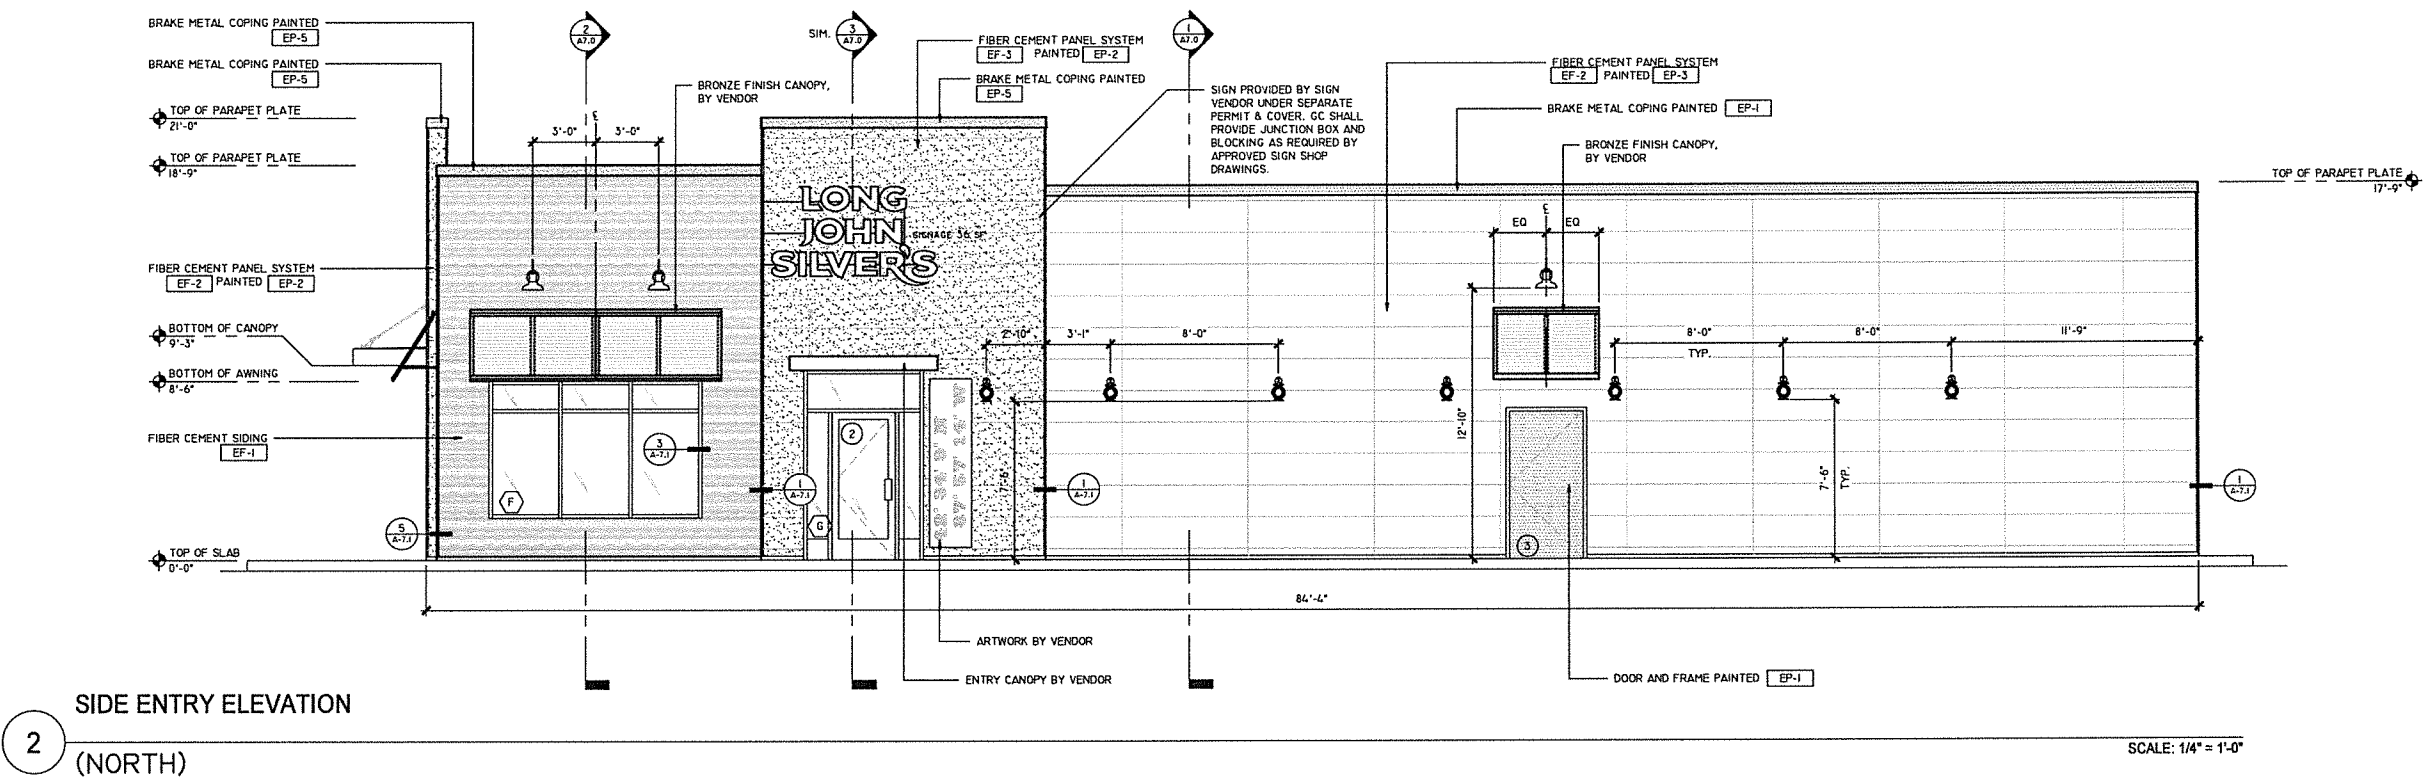 BRAKE METAL COPING PAINTED
EP-5
BRAKE METAL COPING PAINTED
EP-5
TOP OF PARAPET PLATE
21'-0"
TOP OF PARAPET PLATE
18'-9"
FIBER CEMENT PANEL SYSTEM
EF-2 PAINTED EP-2
BOTTOM OF CANOPY
9'-3"
BOTTOM OF AWNING
8'-6"
FIBER CEMENT SIDING
EF-1
5
A-7.1
TOP OF SLAB
0'-0"
2
A7.0
SIM.
3
A7.0
1
A7.0
BRONZE FINISH CANOPY,
BY VENDOR
3'-0" 3'-0"
FIBER CEMENT PANEL SYSTEM
EF-3 PAINTED EP-2
BRAKE METAL COPING PAINTED
EP-5
SIGN PROVIDED BY SIGN
VENDOR UNDER SEPARATE
PERMIT & COVER. GC SHALL
PROVIDE JUNCTION BOX AND
BLOCKING AS REQUIRED BY
APPROVED SIGN SHOP
DRAWINGS.
FIBER CEMENT PANEL SYSTEM
EF-2 PAINTED EP-3
BRAKE METAL COPING PAINTED EP-1
BRONZE FINISH CANOPY,
BY VENDOR
TOP OF PARAPET PLATE
17'-9"
LONG
JOHN
SILVER'S
SIGNAGE 36 SF
EQ EQ
2'-10" 3'-1" 8'-0"
8'-0" 8'-0" 11'-9"
TYP.
12'-10"
7'-6"
7'-6"
TYP.
3
A-7.1
F
2
G
1
A-7.1
1
A-7.1
3
1
A-7.1
84'-4"
ARTWORK BY VENDOR
ENTRY CANOPY BY VENDOR
DOOR AND FRAME PAINTED EP-1
2
SIDE ENTRY ELEVATION
(NORTH)
SCALE: 1/4" = 1'-0"